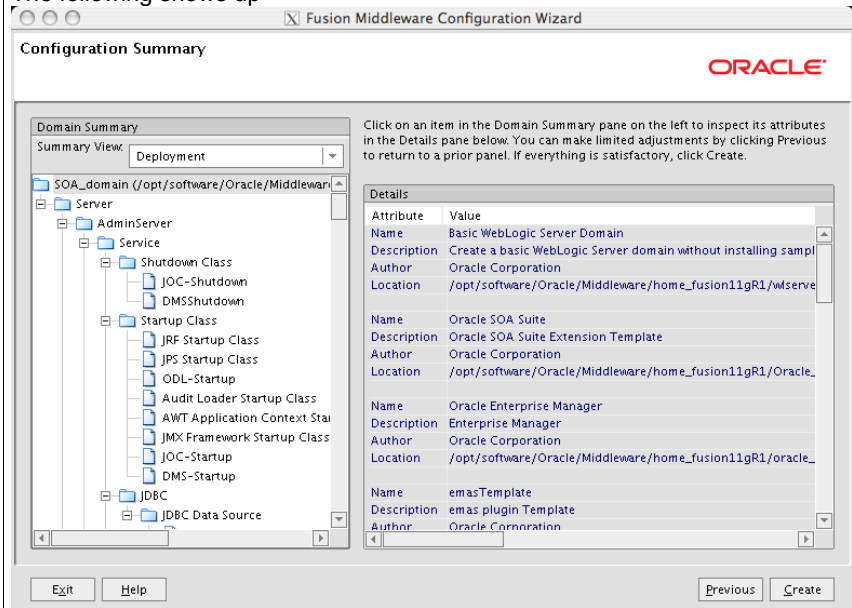 The following shows up
Fusion Middleware Configuration Wizard
Configuration Summary
ORACLE
Domain Summary
Summary View: Deployment
SOA_domain (/opt/software/Oracle/Middlewar
Server
AdminServer
Service
Shutdown Class
JOC-Shutdown
DMSShutdown
Startup Class
JRF Startup Class
JPS Startup Class
ODL-Startup
Audit Loader Startup Class
AWT Application Context Star
JMX Framework Startup Class
JOC-Startup
DMS-Startup
JDBC
JDBC Data Source
Click on an item in the Domain Summary pane on the left to inspect its attributes
in the Details pane below. You can make limited adjustments by clicking Previous
to return to a prior panel. If everything is satisfactory, click Create.
Details
Attribute Value
Name Basic WebLogic Server Domain
Description Create a basic WebLogic Server domain without installing sampl
Author Oracle Corporation
Location /opt/software/Oracle/Middleware/home_fusion11gR1/wlserve
Name Oracle SOA Suite
Description Oracle SOA Suite Extension Template
Author Oracle Corporation
Location /opt/software/Oracle/Middleware/home_fusion11gR1/Oracle_
Name Oracle Enterprise Manager
Description Enterprise Manager
Author Oracle Corporation
Location /opt/software/Oracle/Middleware/home_fusion11gR1/oracle_
Name emasTemplate
Description emas plugin Template
Author Oracle Corporation
Exit Help Previous Create